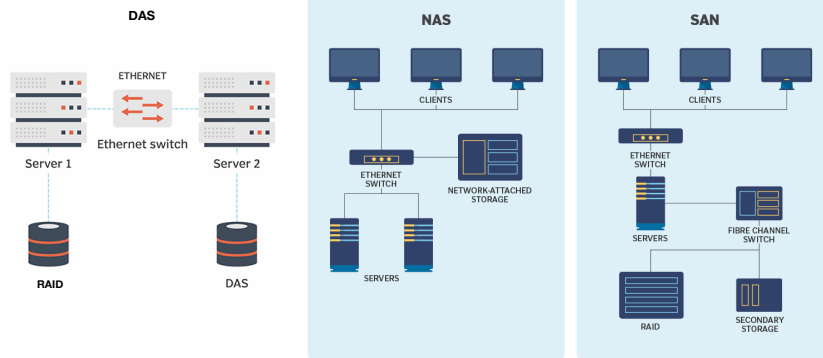 DAS
ETHERNET
Ethernet switch
Server 1
Server 2
RAID
DAS
NAS
CLIENTS
ETHERNET
SWITCH
NETWORK-ATTACHED
STORAGE
SERVERS
SAN
CLIENTS
ETHERNET
SWITCH
SERVERS
FIBRE CHANNEL
SWITCH
RAID
SECONDARY
STORAGE